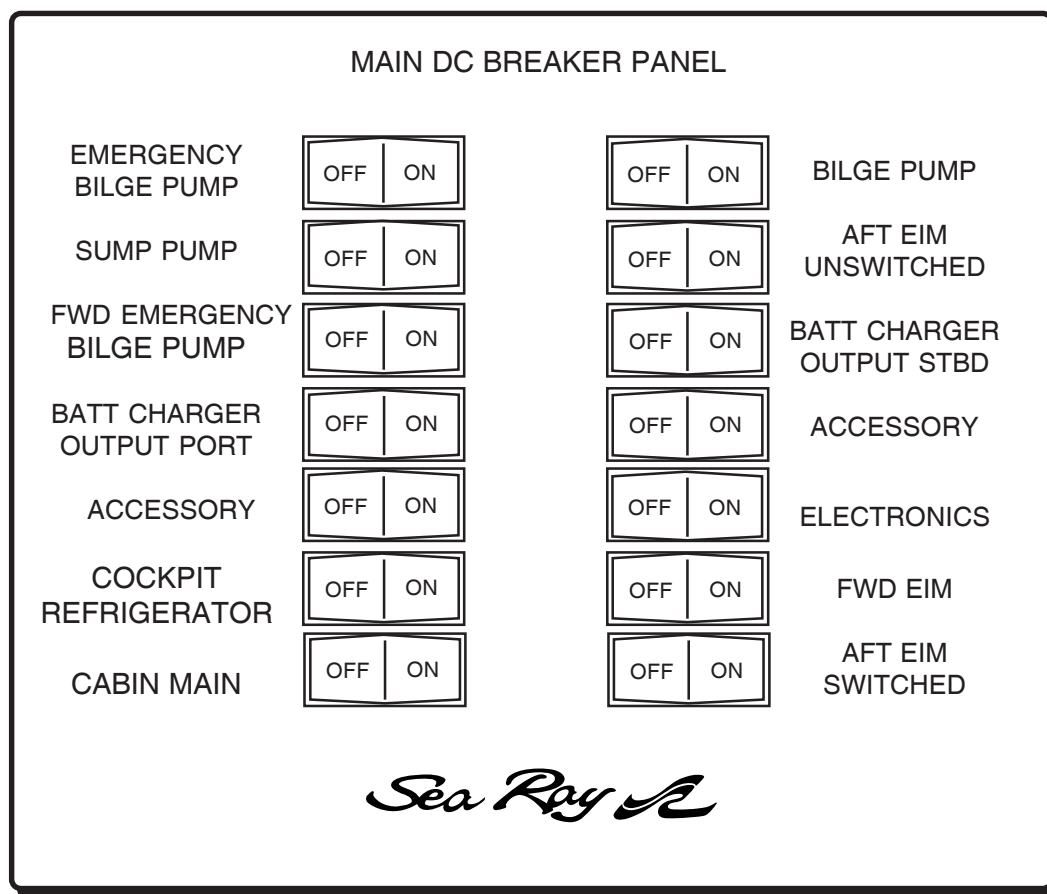 MAIN DC BREAKER PANEL
EMERGENCY
BILGE PUMP
OFF ON
OFF ON
BILGE PUMP
SUMP PUMP
OFF ON
OFF ON
AFT EIM
UNSWITCHED
FWD EMERGENCY
BILGE PUMP
OFF ON
OFF ON
BATT CHARGER
OUTPUT STBD
BATT CHARGER
OUTPUT PORT
OFF ON
OFF ON
ACCESSORY
ACCESSORY
OFF ON
OFF ON
ELECTRONICS
COCKPIT
REFRIGERATOR
OFF ON
OFF ON
FWD EIM
CABIN MAIN
OFF ON
OFF ON
AFT EIM
SWITCHED
Sea Ray